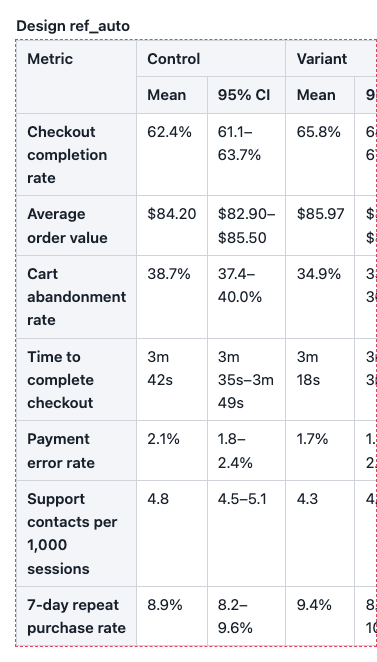 Design ref_auto
Metric Control Variant
Mean 95% CI Mean
Checkout 62.4% 61.1– 65.8%
completion 63.7%
rate
Average $84.20 $82.90– $85.97
order value $85.50
Cart 38.7% 37.4– 34.9%
abandonment 40.0%
rate
Time to 3m 3m 3m
complete 42s 35s–3m 18s
checkout 49s
Payment 2.1% 1.8– 1.7%
error rate 2.4%
Support 4.8 4.5–5.1 4.3
contacts per
1,000
sessions
7-day repeat 8.9% 8.2– 9.4%
purchase rate 9.6%